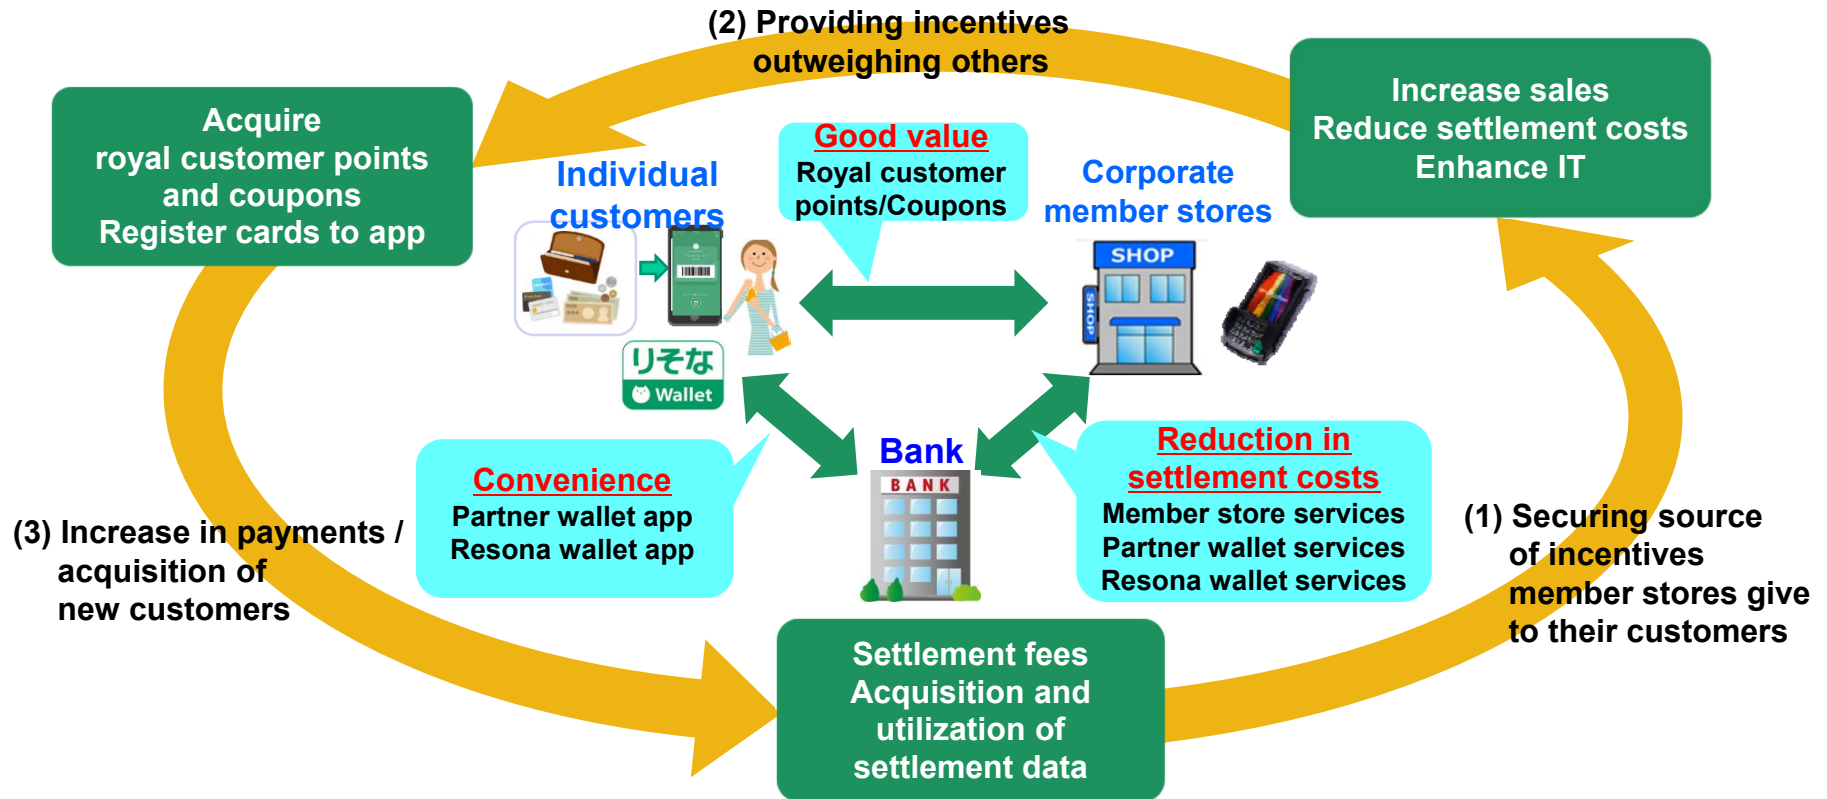 (2) Providing incentives
outweighing others
Acquire
royal customer points
and coupons
Register cards to app
Increase sales
Reduce settlement costs
Enhance IT
Good value
Royal customer
points/Coupons
Individual
customers
Corporate
member stores
SHOP
SHOP
りそな
Wallet
Bank
BANK
Convenience
Partner wallet app
Resona wallet app
Reduction in
settlement costs
Member store services
Partner wallet services
Resona wallet services
(3) Increase in payments /
acquisition of
new customers
(1) Securing source
of incentives
member stores give
to their customers
Settlement fees
Acquisition and
utilization of
settlement data